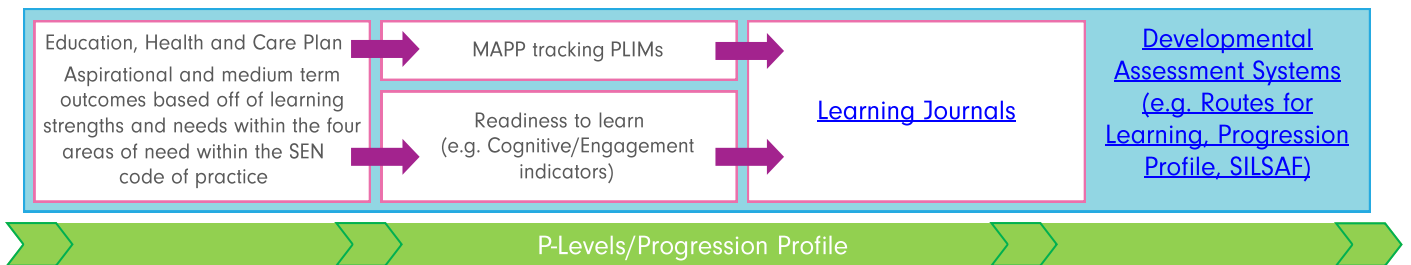 Education, Health and Care Plan
Aspirational and medium term
outcomes based off of learning
strengths and needs within the four
areas of need within the SEN
code of practice
MAPP tracking PLIMs
Readiness to learn
(e.g. Cognitive/Engagement
indicators)
Learning Journals
Developmental
Assessment Systems
(e.g. Routes for
Learning, Progression
Profile, SILSAF)
P-Levels/Progression Profile